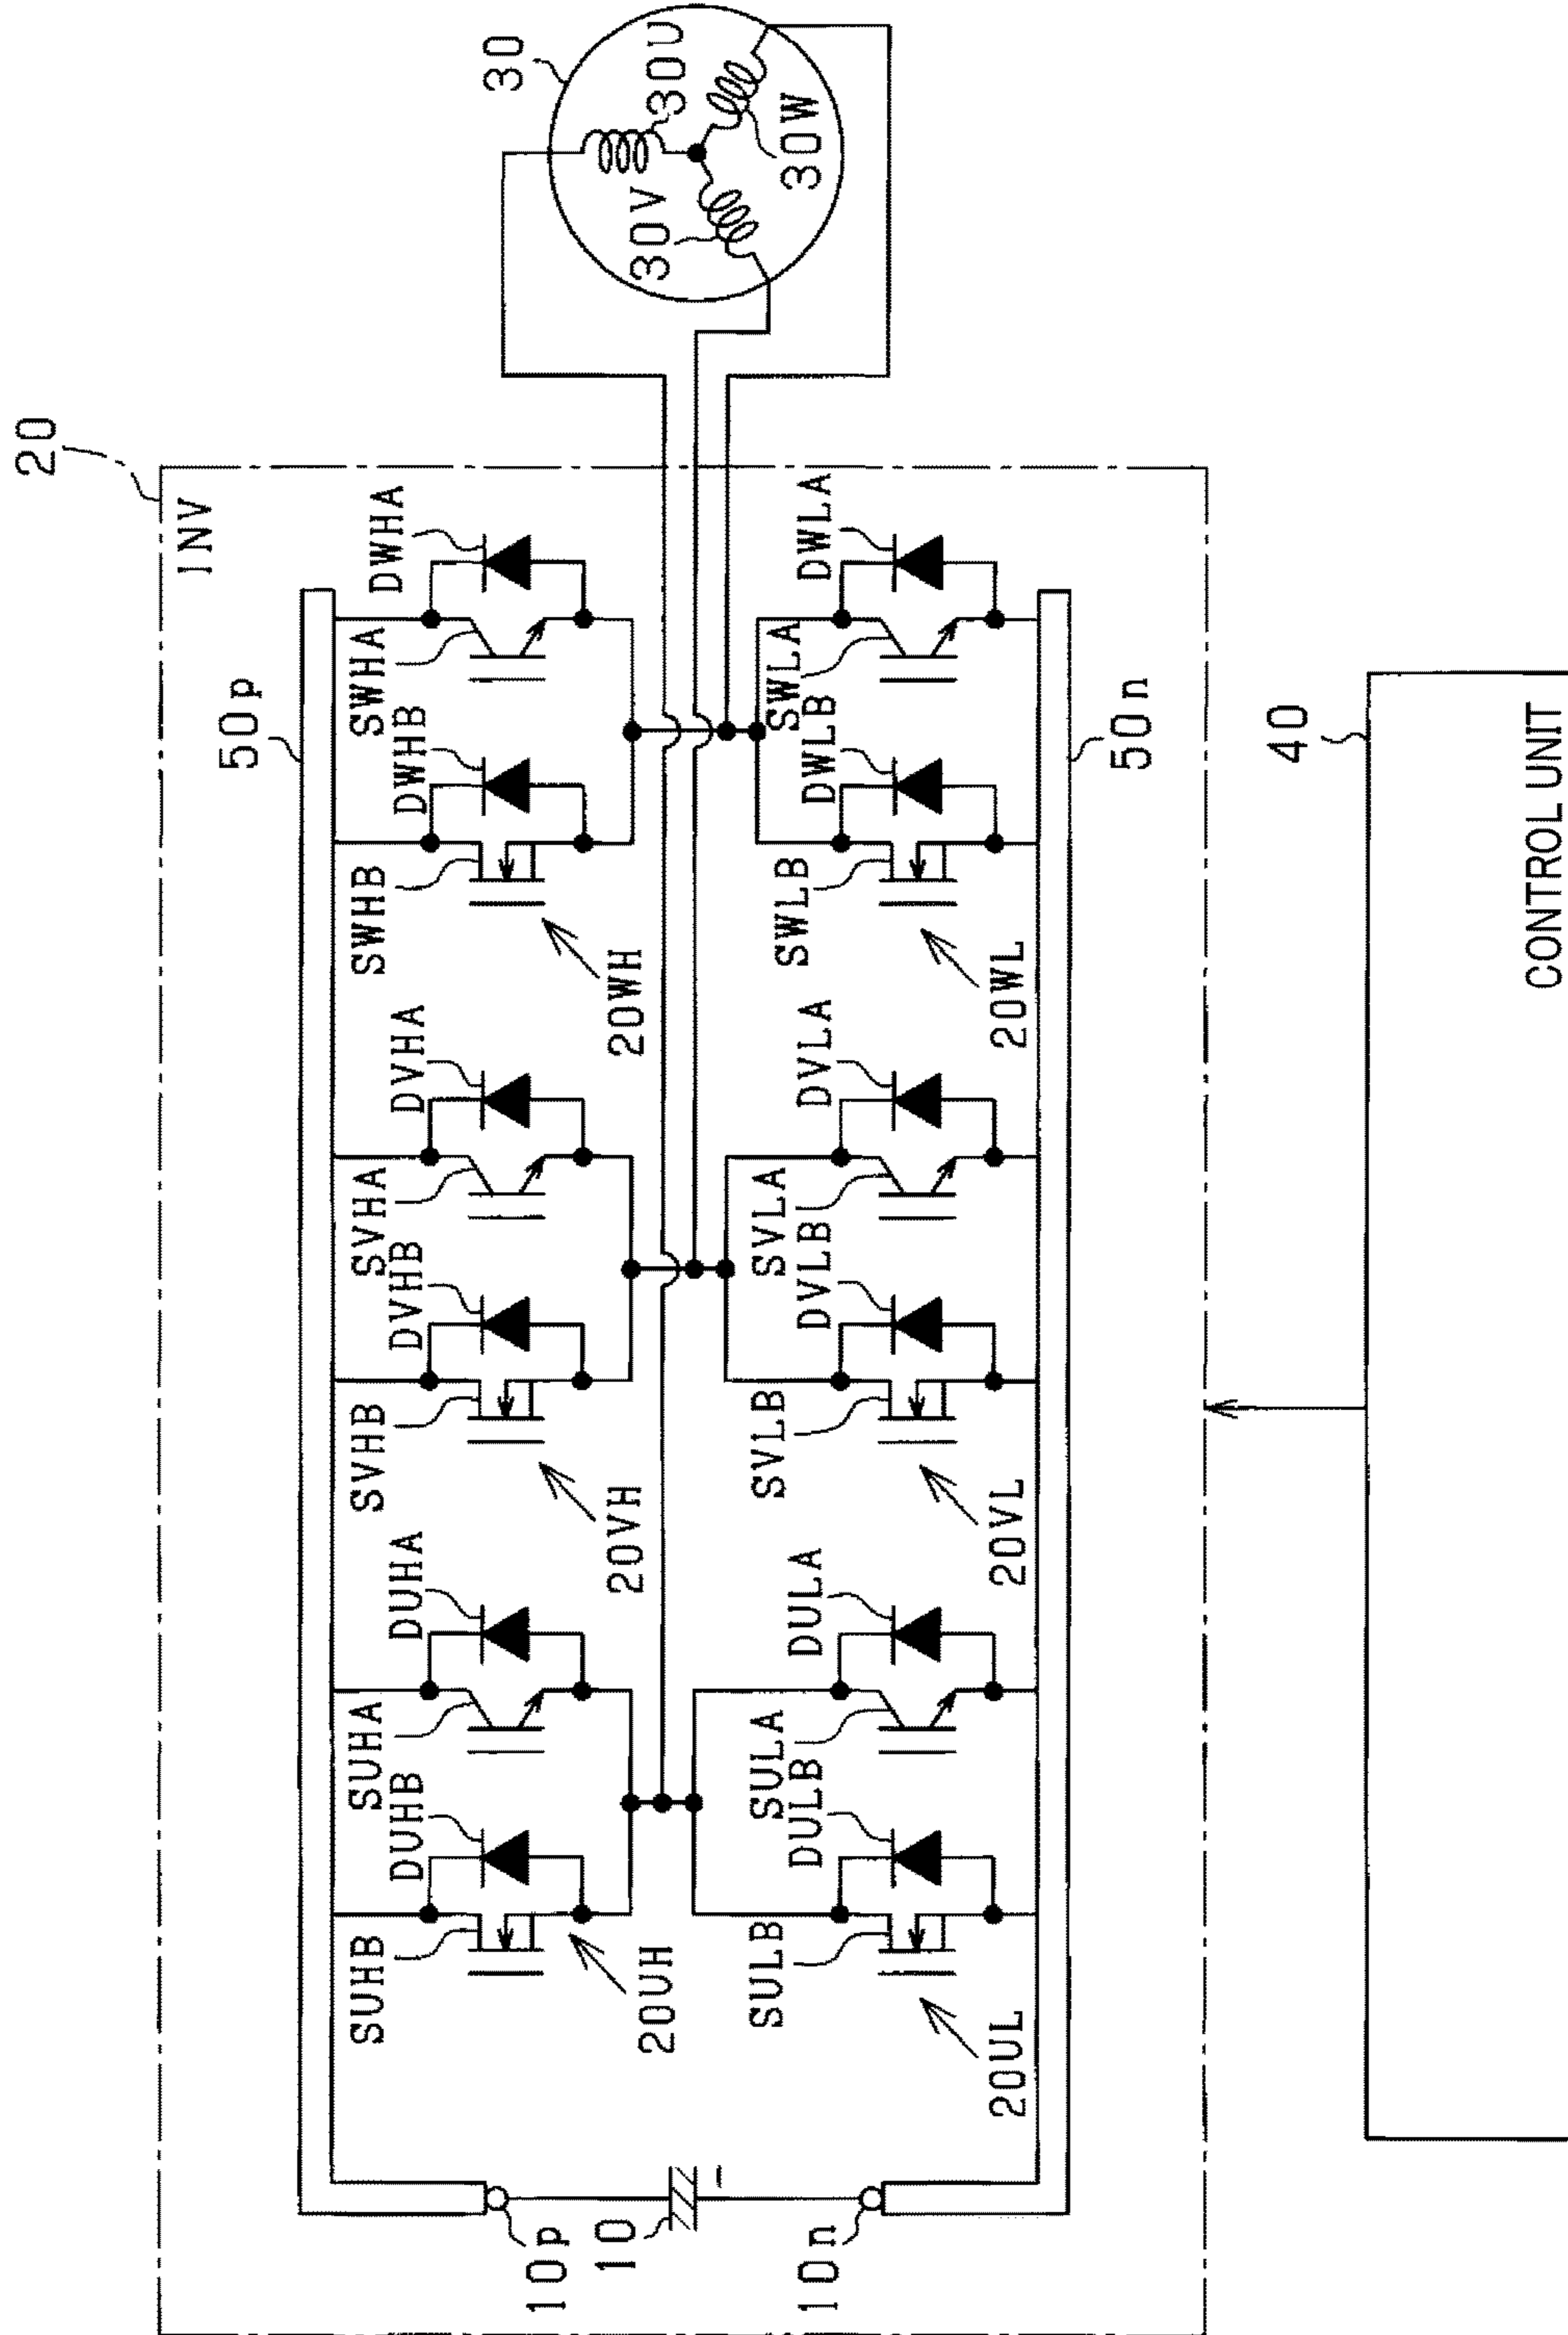 20
INV
50p
SUHB
DUHB
SUHA
DUHA
SVHB
DVHB
SVHA
DVHA
SWHB
DWHB
SWHA
DWHA
20UH
20VH
20WH
30
30U
30V
30W
10p
10
10n
SULB
DULB
SULA
DULA
SVLB
DVLB
SVLA
DVLA
SWLB
DWLB
SWLA
DWLA
20UL
20VL
20WL
50n
40
CONTROL UNIT